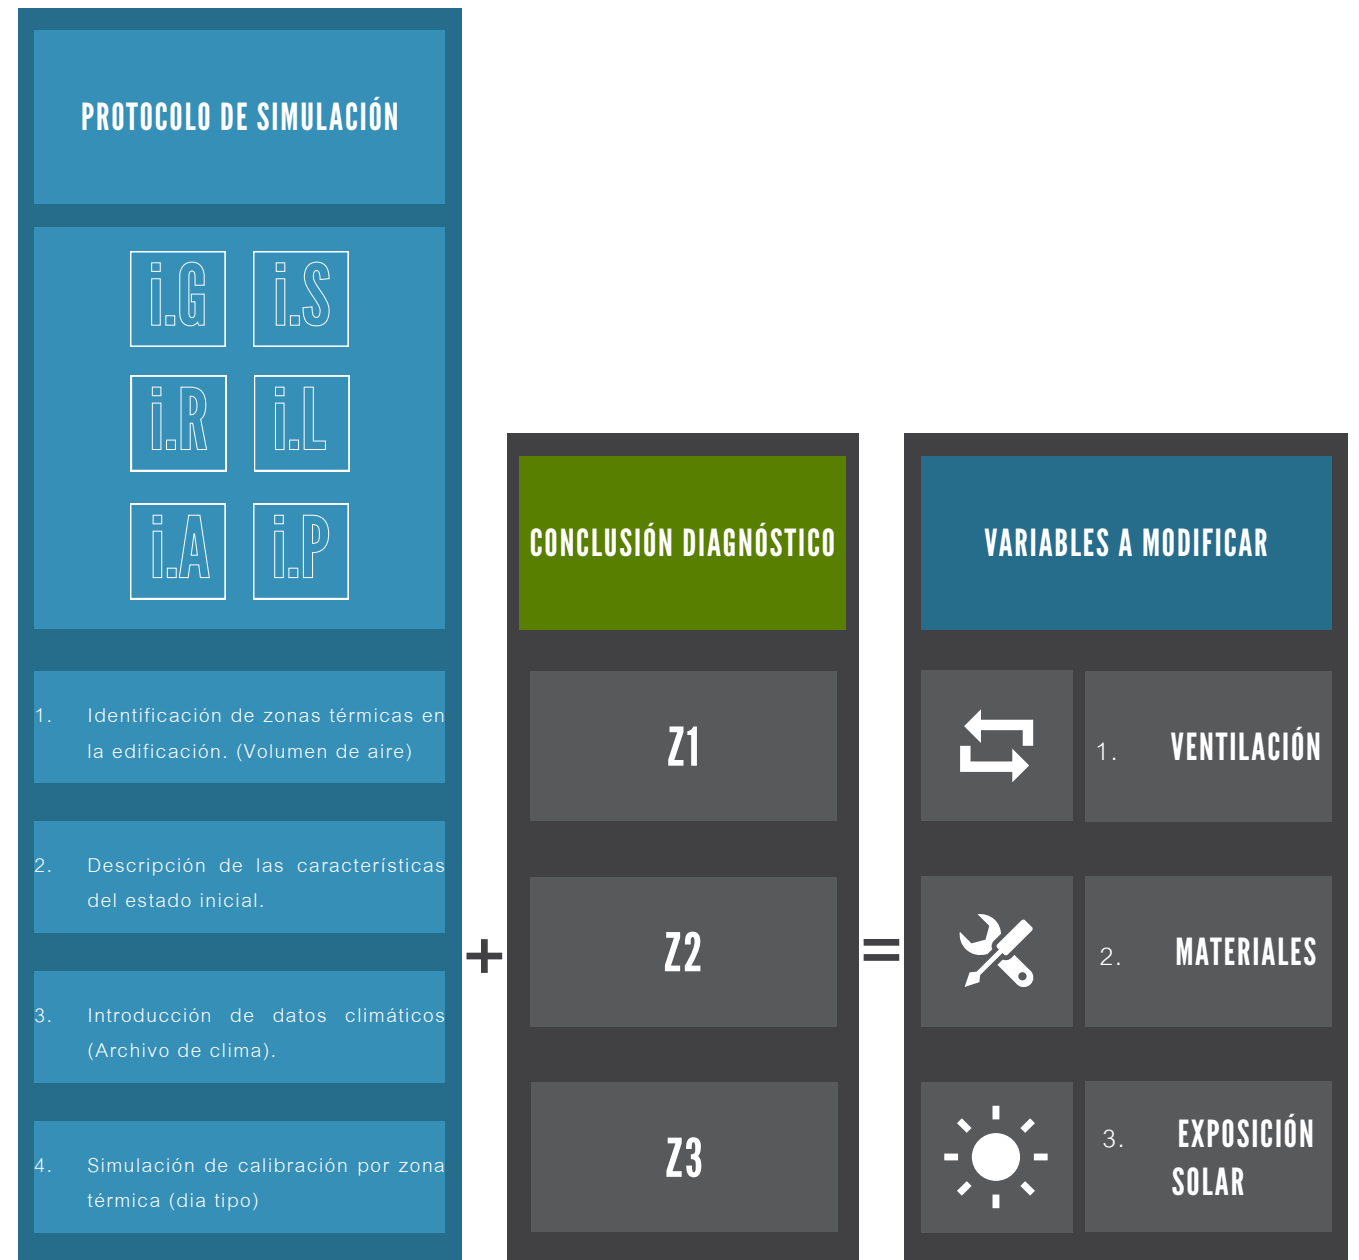 PROTOCOLO DE SIMULACIÓN
i.G i.S
i.R i.L
i.A i.P
1. Identificación de zonas térmicas en
la edificación. (Volumen de aire)
2. Descripción de las características
del estado inicial.
3. Introducción de datos climáticos
(Archivo de clima).
4. Simulación de calibración por zona
térmica (dia tipo)
+
CONCLUSIÓN DIAGNÓSTICO
Z1
Z2
Z3
=
VARIABLES A MODIFICAR
1. VENTILACIÓN
2. MATERIALES
3. EXPOSICIÓN
SOLAR